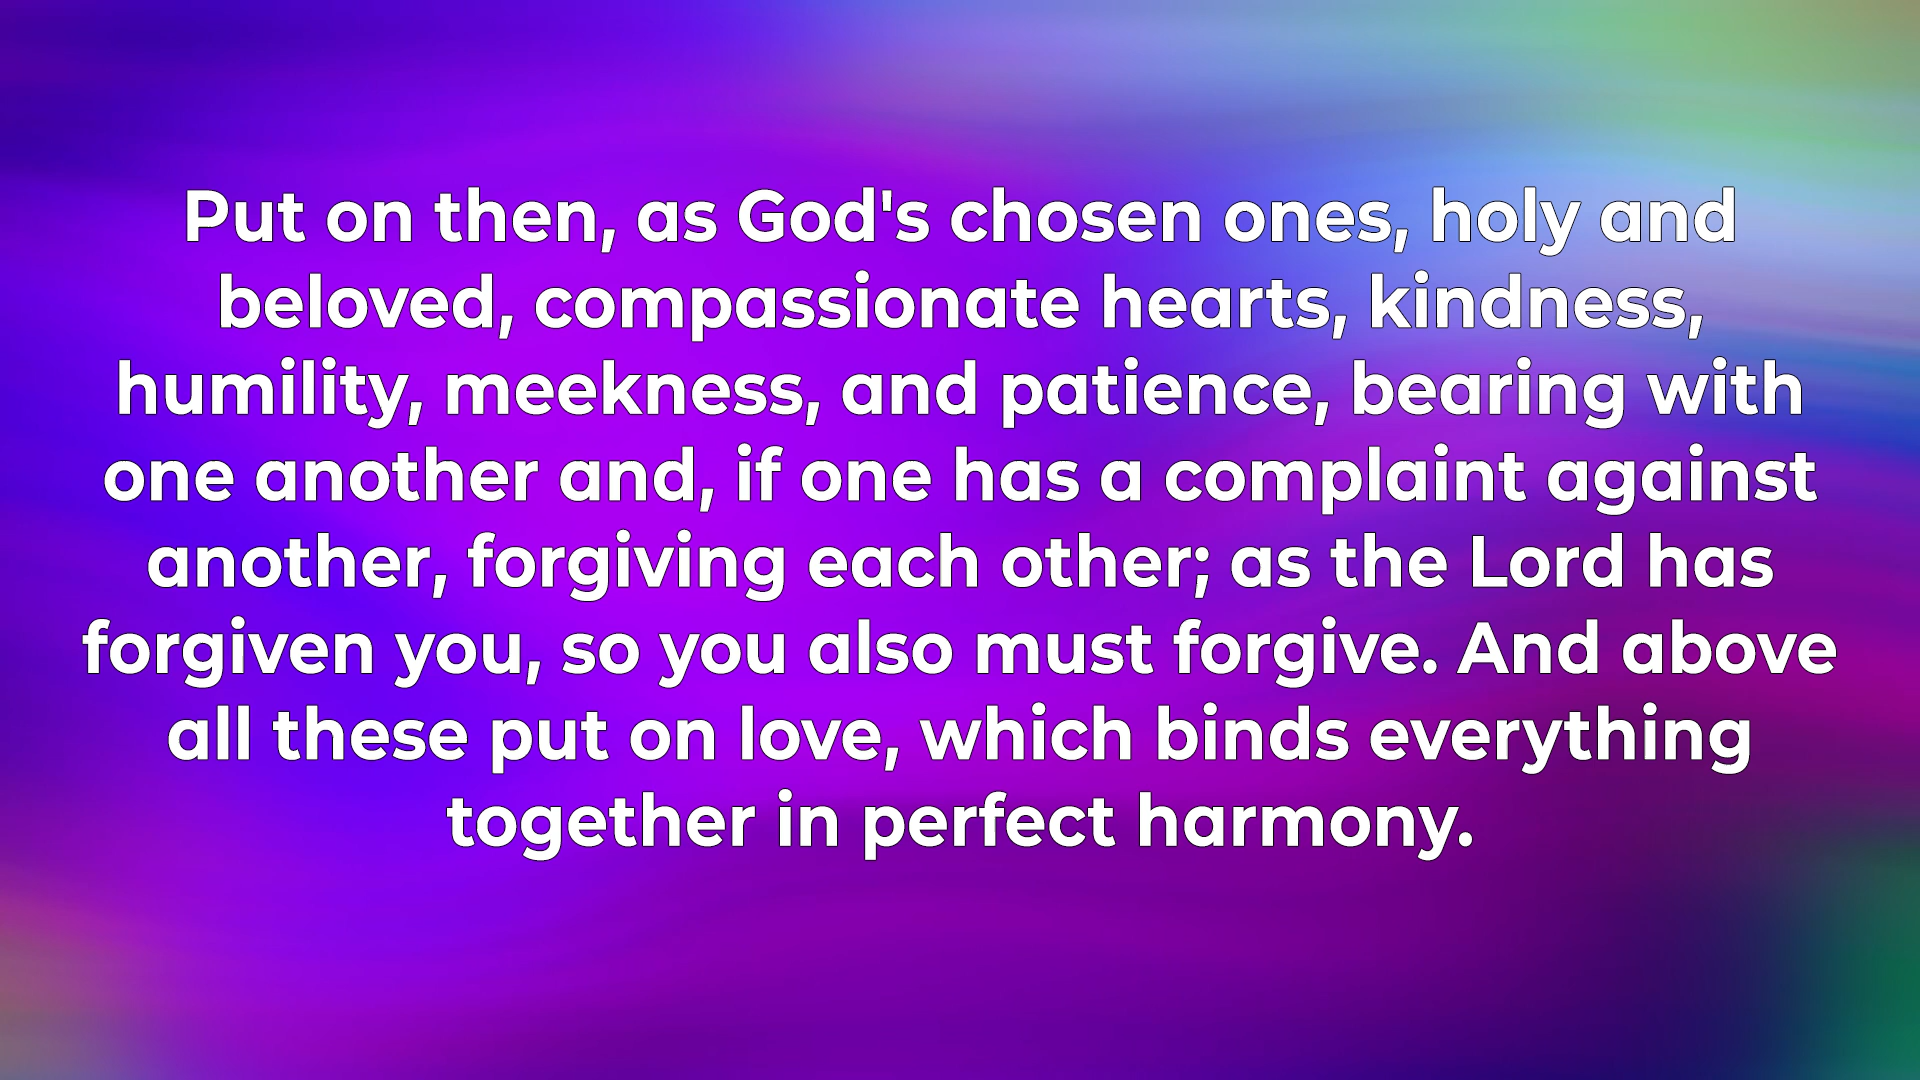 Put on then, as God's chosen ones, holy and
beloved, compassionate hearts, kindness,
humility, meekness, and patience, bearing with
one another and, if one has a complaint against
another, forgiving each other; as the Lord has
forgiven you, so you also must forgive. And above
all these put on love, which binds everything
together in perfect harmony.